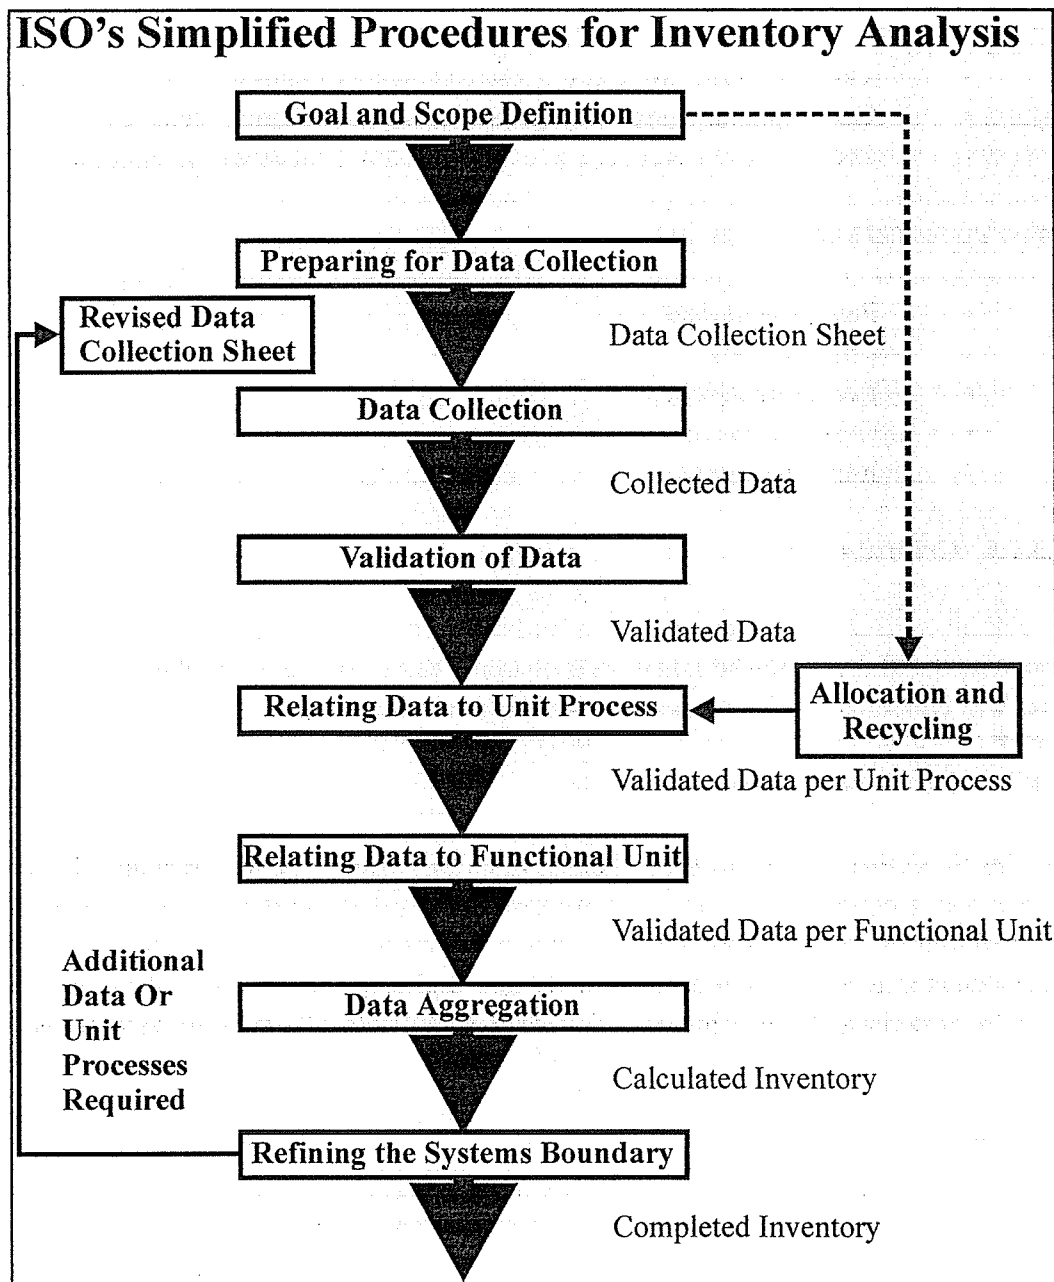 ISO's Simplified Procedures for Inventory Analysis
Goal and Scope Definition
Preparing for Data Collection
Revised Data
Collection Sheet
Data Collection Sheet
Data Collection
Collected Data
Validation of Data
Validated Data
Relating Data to Unit Process
Allocation and
Recycling
Validated Data per Unit Process
Relating Data to Functional Unit
Validated Data per Functional Unit
Additional
Data Or
Unit
Processes
Required
Data Aggregation
Calculated Inventory
Refining the Systems Boundary
Completed Inventory